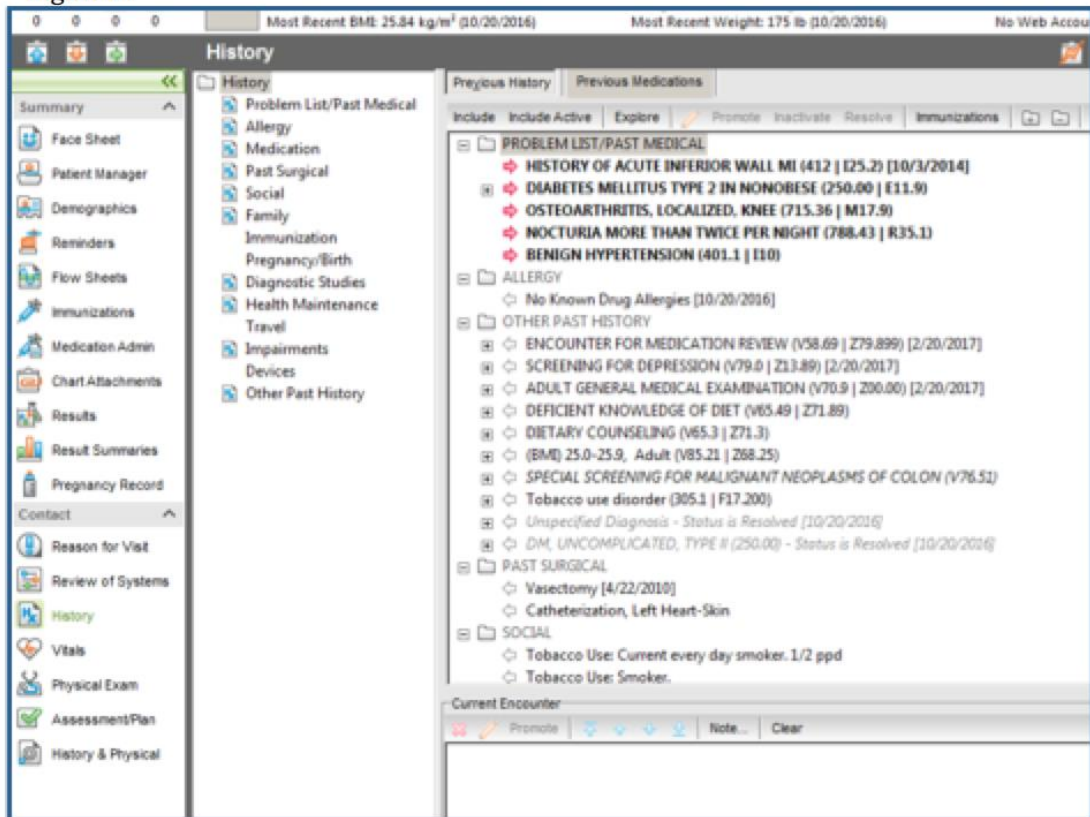 0 0 0 0 Most Recent BMI: 25.84 kg/m² (10/20/2016) Most Recent Weight: 175 lb (10/20/2016) No Web Accou
History
Summary
Face Sheet
Patient Manager
Demographics
Reminders
Flow Sheets
Immunizations
Medication Admin
Chart Attachments
Results
Result Summaries
Pregnancy Record
Contact
Reason for Visit
Review of Systems
History
Vitals
Physical Exam
Assessment/Plan
History & Physical
History
Problem List/Past Medical
Allergy
Medication
Past Surgical
Social
Family
Immunization
Pregnancy/Birth
Diagnostic Studies
Health Maintenance
Travel
Impairments
Devices
Other Past History
Previous History Previous Medications
Include Include Active Explore Promote Inactivate Resolve Immunizations
PROBLEM LIST/PAST MEDICAL
HISTORY OF ACUTE INFERIOR WALL MI (412 | I25.2) [10/3/2014]
DIABETES MELLITUS TYPE 2 IN NONOBESE (250.00 | E11.9)
OSTEOARTHRITIS, LOCALIZED, KNEE (715.36 | M17.9)
NOCTURIA MORE THAN TWICE PER NIGHT (788.43 | R35.1)
BENIGN HYPERTENSION (401.1 | I10)
ALLERGY
No Known Drug Allergies [10/20/2016]
OTHER PAST HISTORY
ENCOUNTER FOR MEDICATION REVIEW (V58.69 | Z79.899) [2/20/2017]
SCREENING FOR DEPRESSION (V79.0 | Z13.89) [2/20/2017]
ADULT GENERAL MEDICAL EXAMINATION (V70.9 | Z00.00) [2/20/2017]
DEFICIENT KNOWLEDGE OF DIET (V65.49 | Z71.89)
DIETARY COUNSELING (V65.3 | Z71.3)
(BMI) 25.0-25.9, Adult (V85.21 | Z68.25)
SPECIAL SCREENING FOR MALIGNANT NEOPLASMS OF COLON (V76.51)
Tobacco use disorder (305.1 | F17.200)
Unspecified Diagnosis - Status is Resolved [10/20/2016]
DM, UNCOMPLICATED, TYPE II (250.00) - Status is Resolved [10/20/2016]
PAST SURGICAL
Vasectomy [4/22/2010]
Catheterization, Left Heart-Skin
SOCIAL
Tobacco Use: Current every day smoker. 1/2 ppd
Tobacco Use: Smoker.
Current Encounter
Promote Note... Clear